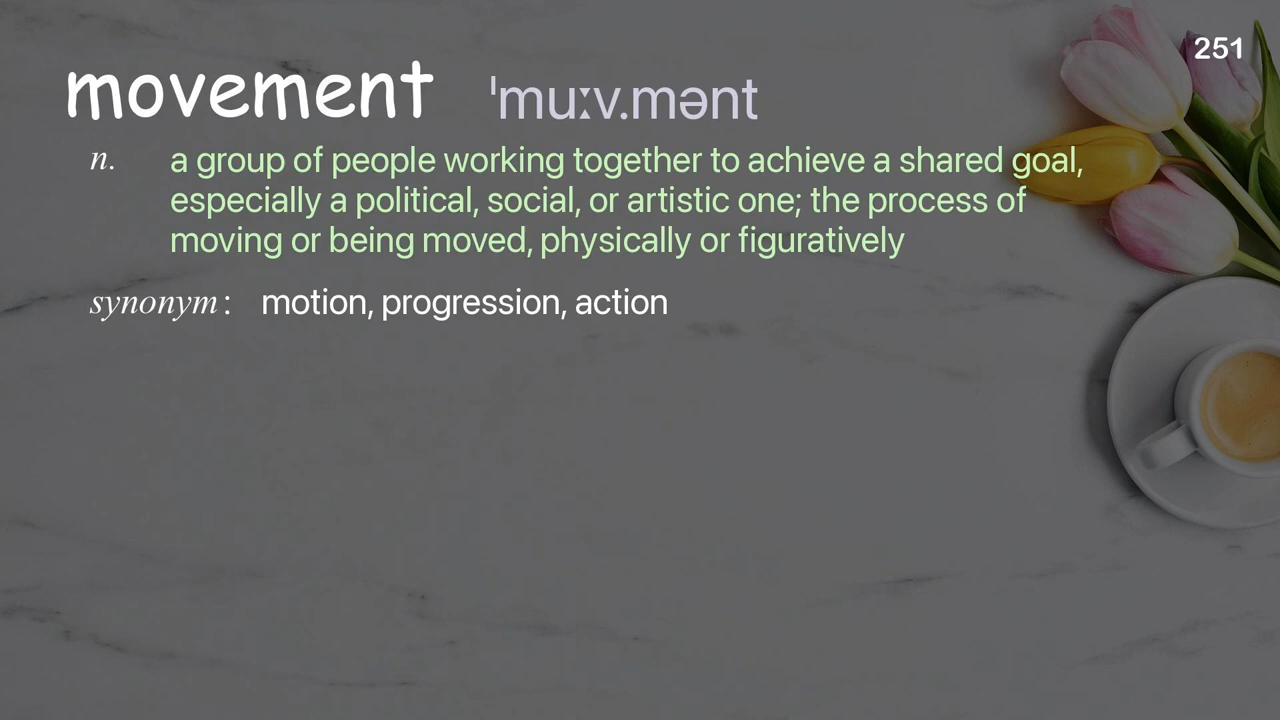 251
movement ˈmuːv.mənt
n. a group of people working together to achieve a shared goal,
especially a political, social, or artistic one; the process of
moving or being moved, physically or figuratively
synonym: motion, progression, action